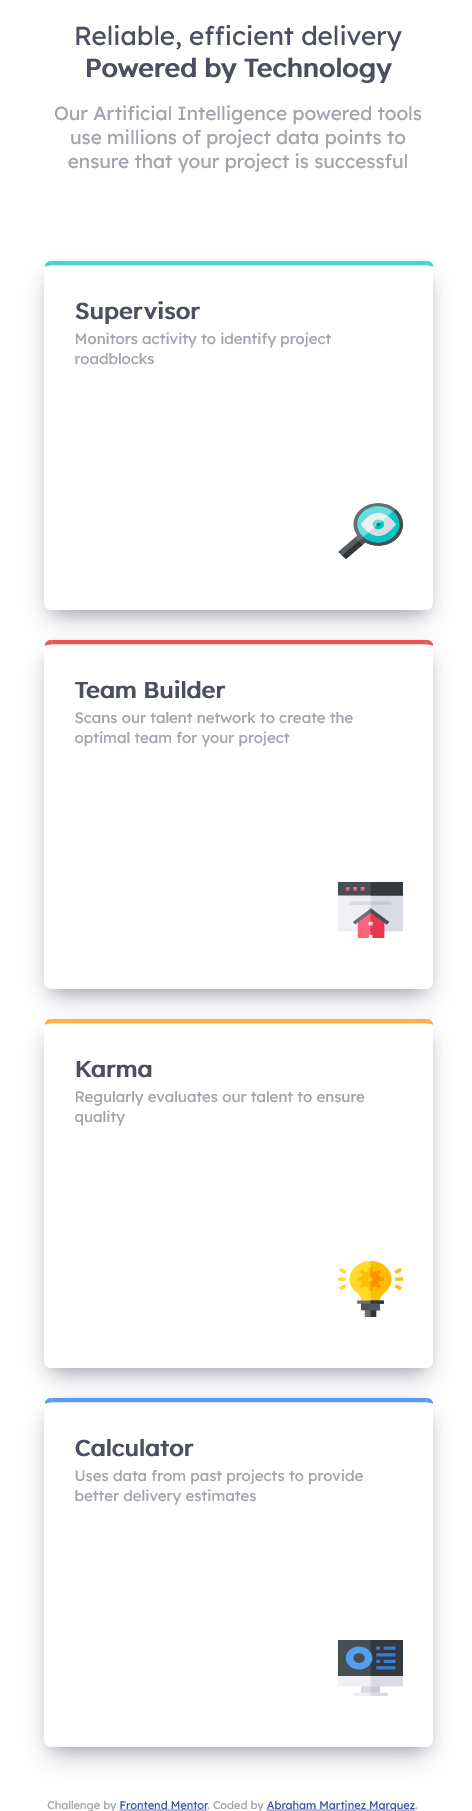 Reliable, efficient delivery
Powered by Technology
Our Artificial Intelligence powered tools
use millions of project data points to
ensure that your project is successful
Supervisor
Monitors activity to identify project
roadblocks
Team Builder
Scans our talent network to create the
optimal team for your project
Karma
Regularly evaluates our talent to ensure
quality
Calculator
Uses data from past projects to provide
better delivery estimates
Challenge by Frontend Mentor. Coded by Abraham Martinez Marquez.